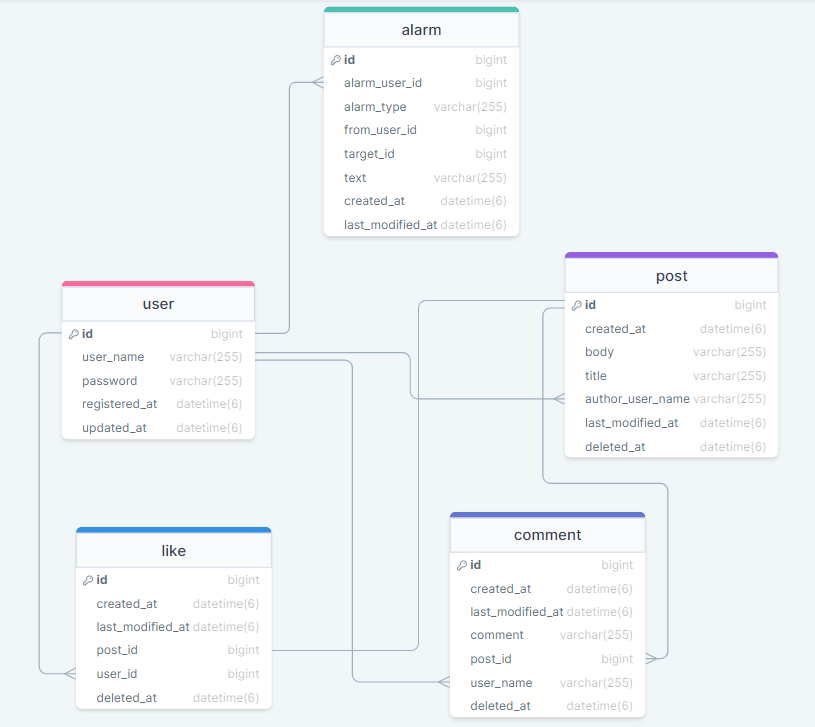 alarm
id bigint
alarm_user_id bigint
alarm_type varchar(255)
from_user_id bigint
target_id bigint
text varchar(255)
created_at datetime(6)
last_modified_at datetime(6)
user
id bigint
user_name varchar(255)
password varchar(255)
registered_at datetime(6)
updated_at datetime(6)
post
id bigint
created_at datetime(6)
body varchar(255)
title varchar(255)
author_user_name varchar(255)
last_modified_at datetime(6)
deleted_at datetime(6)
like
id bigint
created_at datetime(6)
last_modified_at datetime(6)
post_id bigint
user_id bigint
deleted_at datetime(6)
comment
id bigint
created_at datetime(6)
last_modified_at datetime(6)
comment varchar(255)
post_id bigint
user_name varchar(255)
deleted_at datetime(6)